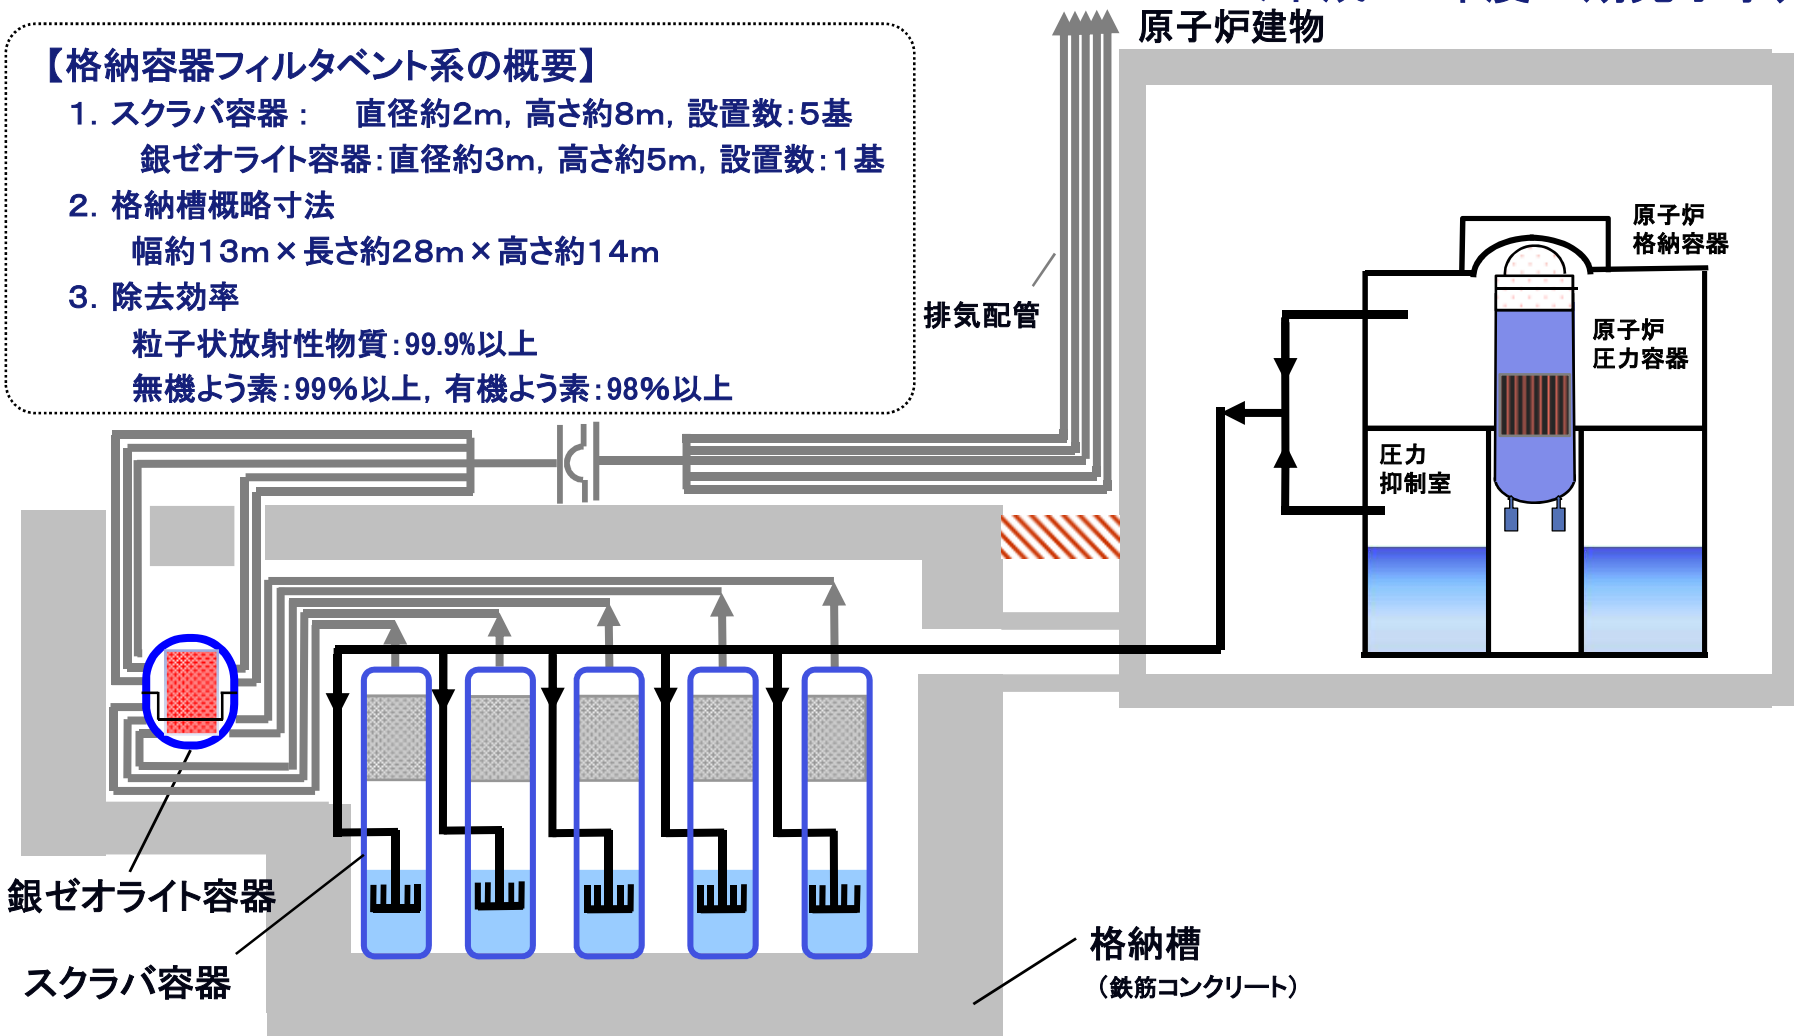 原子炉建物
【格納容器フィルタベント系の概要】
1. スクラバ容器： 直径約2m，高さ約8m，設置数：5基
銀ゼオライト容器：直径約3m，高さ約5m，設置数：1基
2. 格納槽概略寸法
幅約13m×長さ約28m×高さ約14m
3. 除去効率
粒子状放射性物質：99.9%以上
無機よう素：99%以上，有機よう素：98%以上
排気配管
原子炉
格納容器
原子炉
圧力容器
圧力
抑制室
銀ゼオライト容器
スクラバ容器
格納槽
（鉄筋コンクリート）